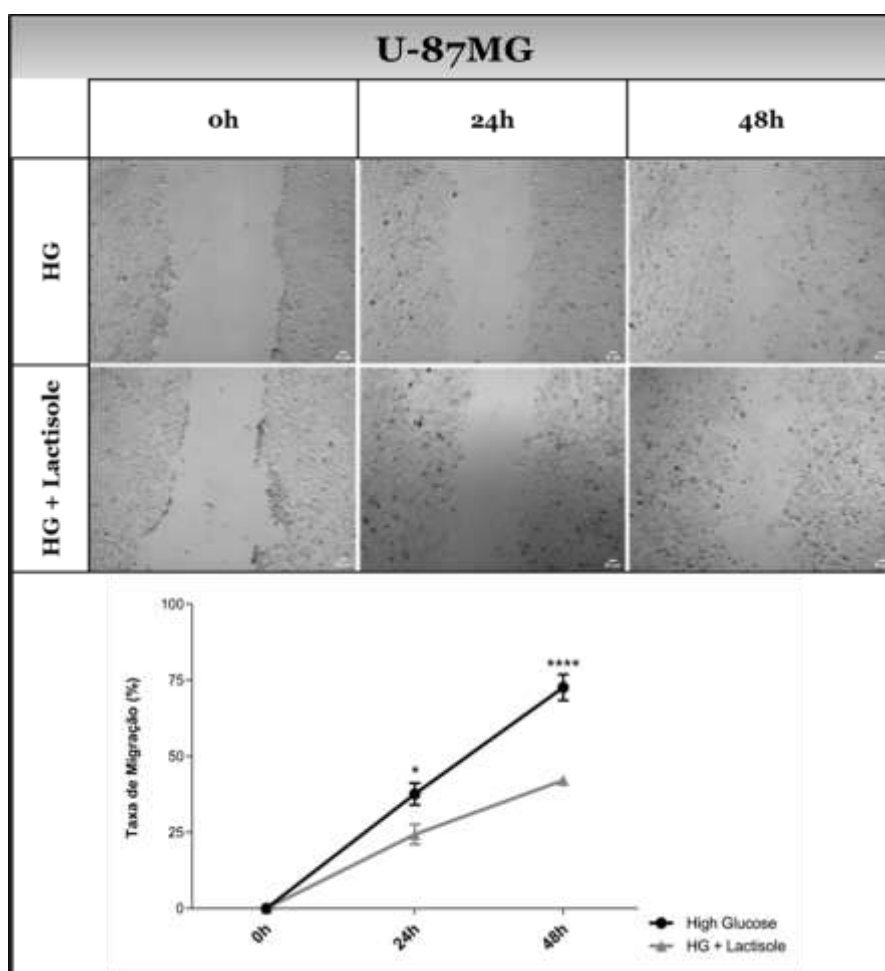 U-87MG
0h 24h 48h
HG
HG + Lactisole
100
75
50
25
0
Taxa de Migração (%)
*
****
0h 24h 48h
High Glucose
HG + Lactisole